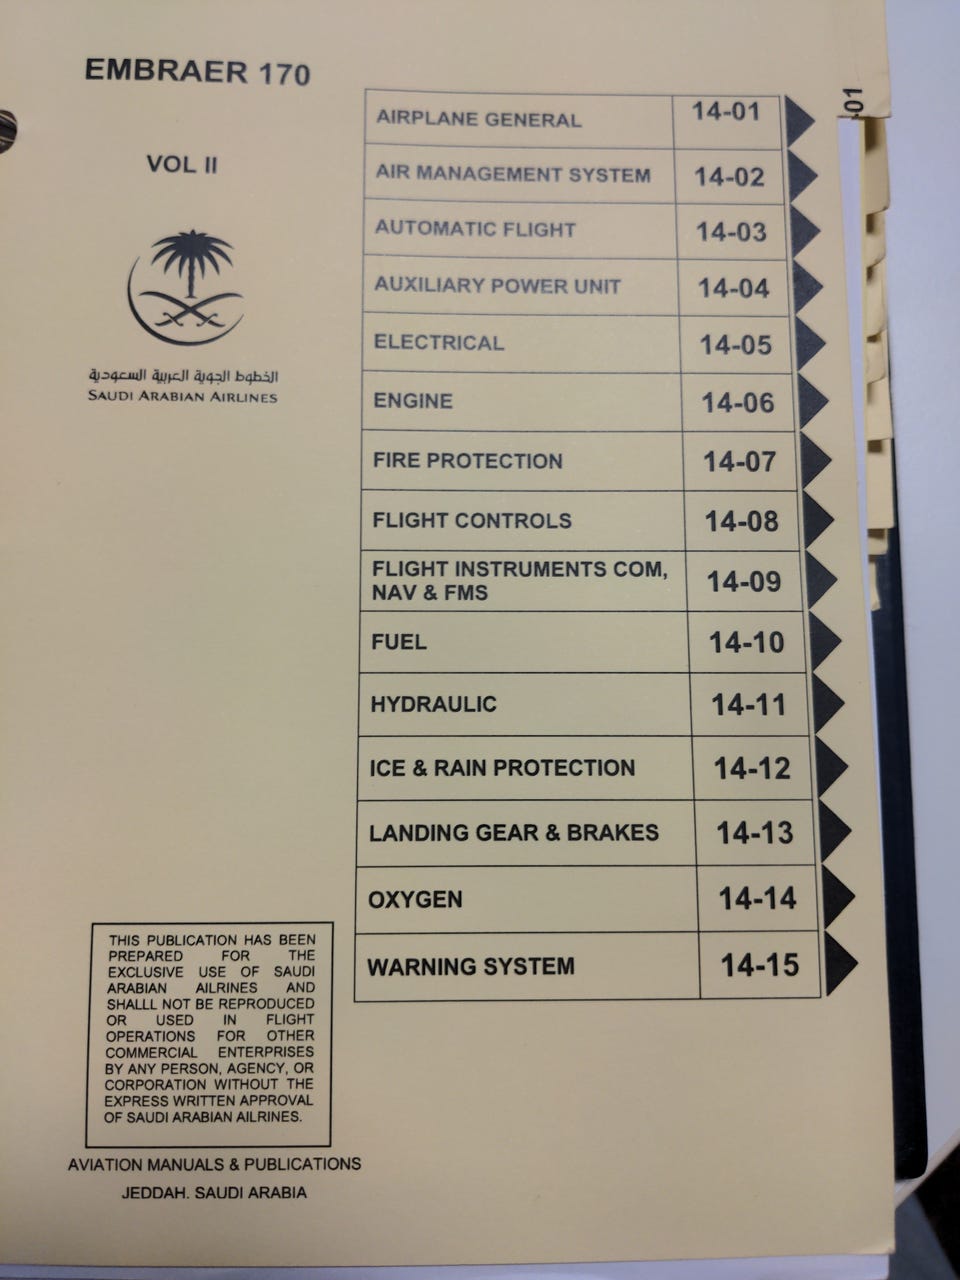 EMBRAER 170
VOL II
الخطوط الجوية العربية السعودية
SAUDI ARABIAN AIRLINES
AIRPLANE GENERAL 14-01
AIR MANAGEMENT SYSTEM 14-02
AUTOMATIC FLIGHT 14-03
AUXILIARY POWER UNIT 14-04
ELECTRICAL 14-05
ENGINE 14-06
FIRE PROTECTION 14-07
FLIGHT CONTROLS 14-08
FLIGHT INSTRUMENTS COM,
NAV & FMS 14-09
FUEL 14-10
HYDRAULIC 14-11
ICE & RAIN PROTECTION 14-12
LANDING GEAR & BRAKES 14-13
OXYGEN 14-14
WARNING SYSTEM 14-15
-01
THIS PUBLICATION HAS BEEN
PREPARED FOR THE
EXCLUSIVE USE OF SAUDI
ARABIAN AILRINES AND
SHALLL NOT BE REPRODUCED
OR USED IN FLIGHT
OPERATIONS FOR OTHER
COMMERCIAL ENTERPRISES
BY ANY PERSON, AGENCY, OR
CORPORATION WITHOUT THE
EXPRESS WRITTEN APPROVAL
OF SAUDI ARABIAN AILRINES.
AVIATION MANUALS & PUBLICATIONS
JEDDAH. SAUDI ARABIA